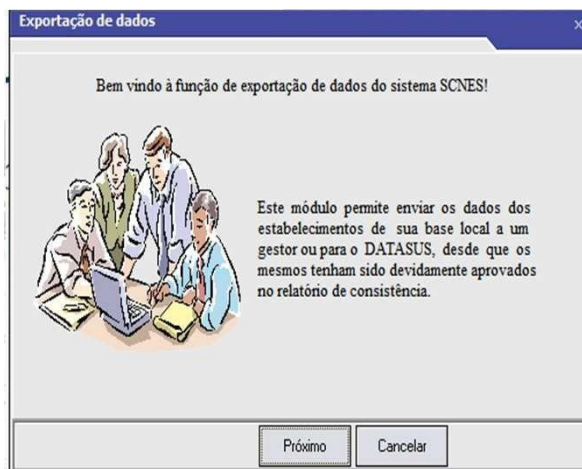 Exportação de dados
x
Bem vindo à função de exportação de dados do sistema SCNES!
Este módulo permite enviar os dados dos
estabelecimentos de sua base local a um
gestor ou para o DATASUS, desde que os
mesmos tenham sido devidamente aprovados
no relatório de consistência.
Próximo
Cancelar